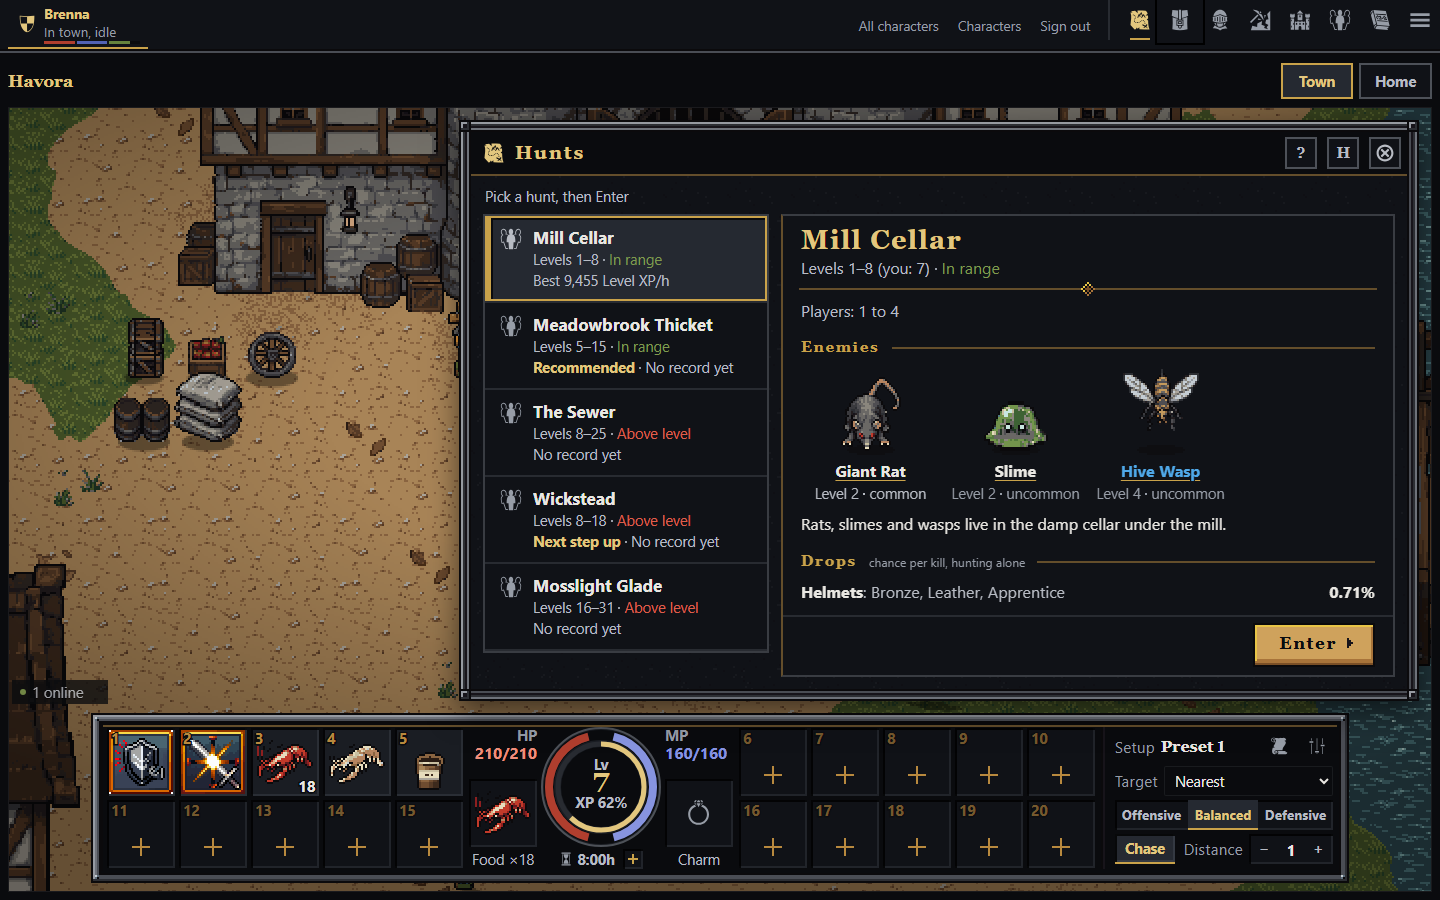 Brenna
In town, idle
All characters
Characters
Sign out
Havora
Town
Home
Hunts
?
H
Pick a hunt, then Enter
Mill Cellar
Levels 1–8 · In range
Best 9,455 Level XP/h
Meadowbrook Thicket
Levels 5–15 · In range
Recommended · No record yet
The Sewer
Levels 8–25 · Above level
No record yet
Wickstead
Levels 8–18 · Above level
Next step up · No record yet
Mosslight Glade
Levels 16–31 · Above level
No record yet
Mill Cellar
Levels 1–8 (you: 7) · In range
Players: 1 to 4
Enemies
Giant Rat
Level 2 · common
Slime
Level 2 · uncommon
Hive Wasp
Level 4 · uncommon
Rats, slimes and wasps live in the damp cellar under the mill.
Drops chance per kill, hunting alone
Helmets: Bronze, Leather, Apprentice 0.71%
Enter
1 online
1
2
3
18
4
5
11
12
13
14
15
HP
210/210
Food ×18
Lv
7
XP 62%
8:00h +
MP
160/160
Charm
6
7
8
9
10
16
17
18
19
20
Setup Preset 1
Target Nearest
Offensive Balanced Defensive
Chase Distance − 1 +